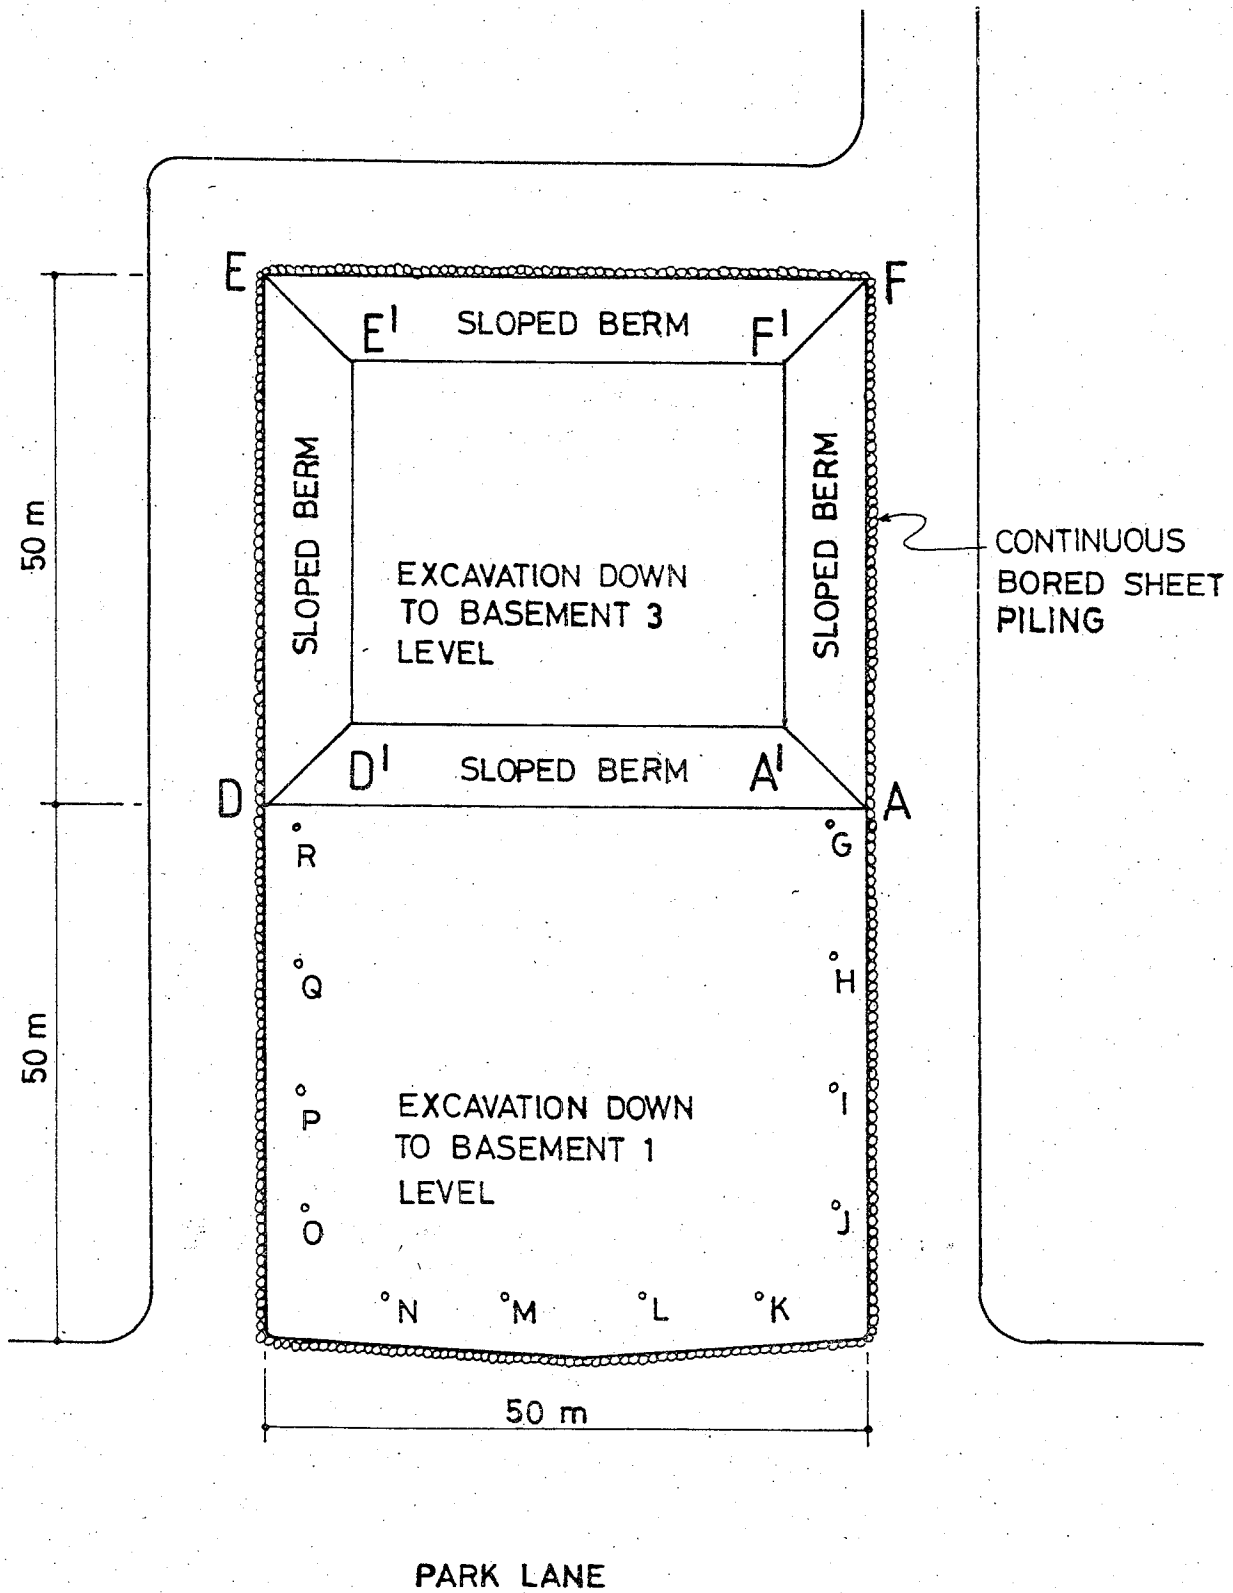 E
F
SLOPED BERM
E'
F'
SLOPED BERM
SLOPED BERM
50 m
EXCAVATION DOWN
TO BASEMENT 3
LEVEL
CONTINUOUS
BORED SHEET
PILING
D'
SLOPED BERM
A'
D
A
R
G
Q
H
50 m
P
I
EXCAVATION DOWN
TO BASEMENT 1
LEVEL
O
J
N
M
L
K
50 m
PARK LANE